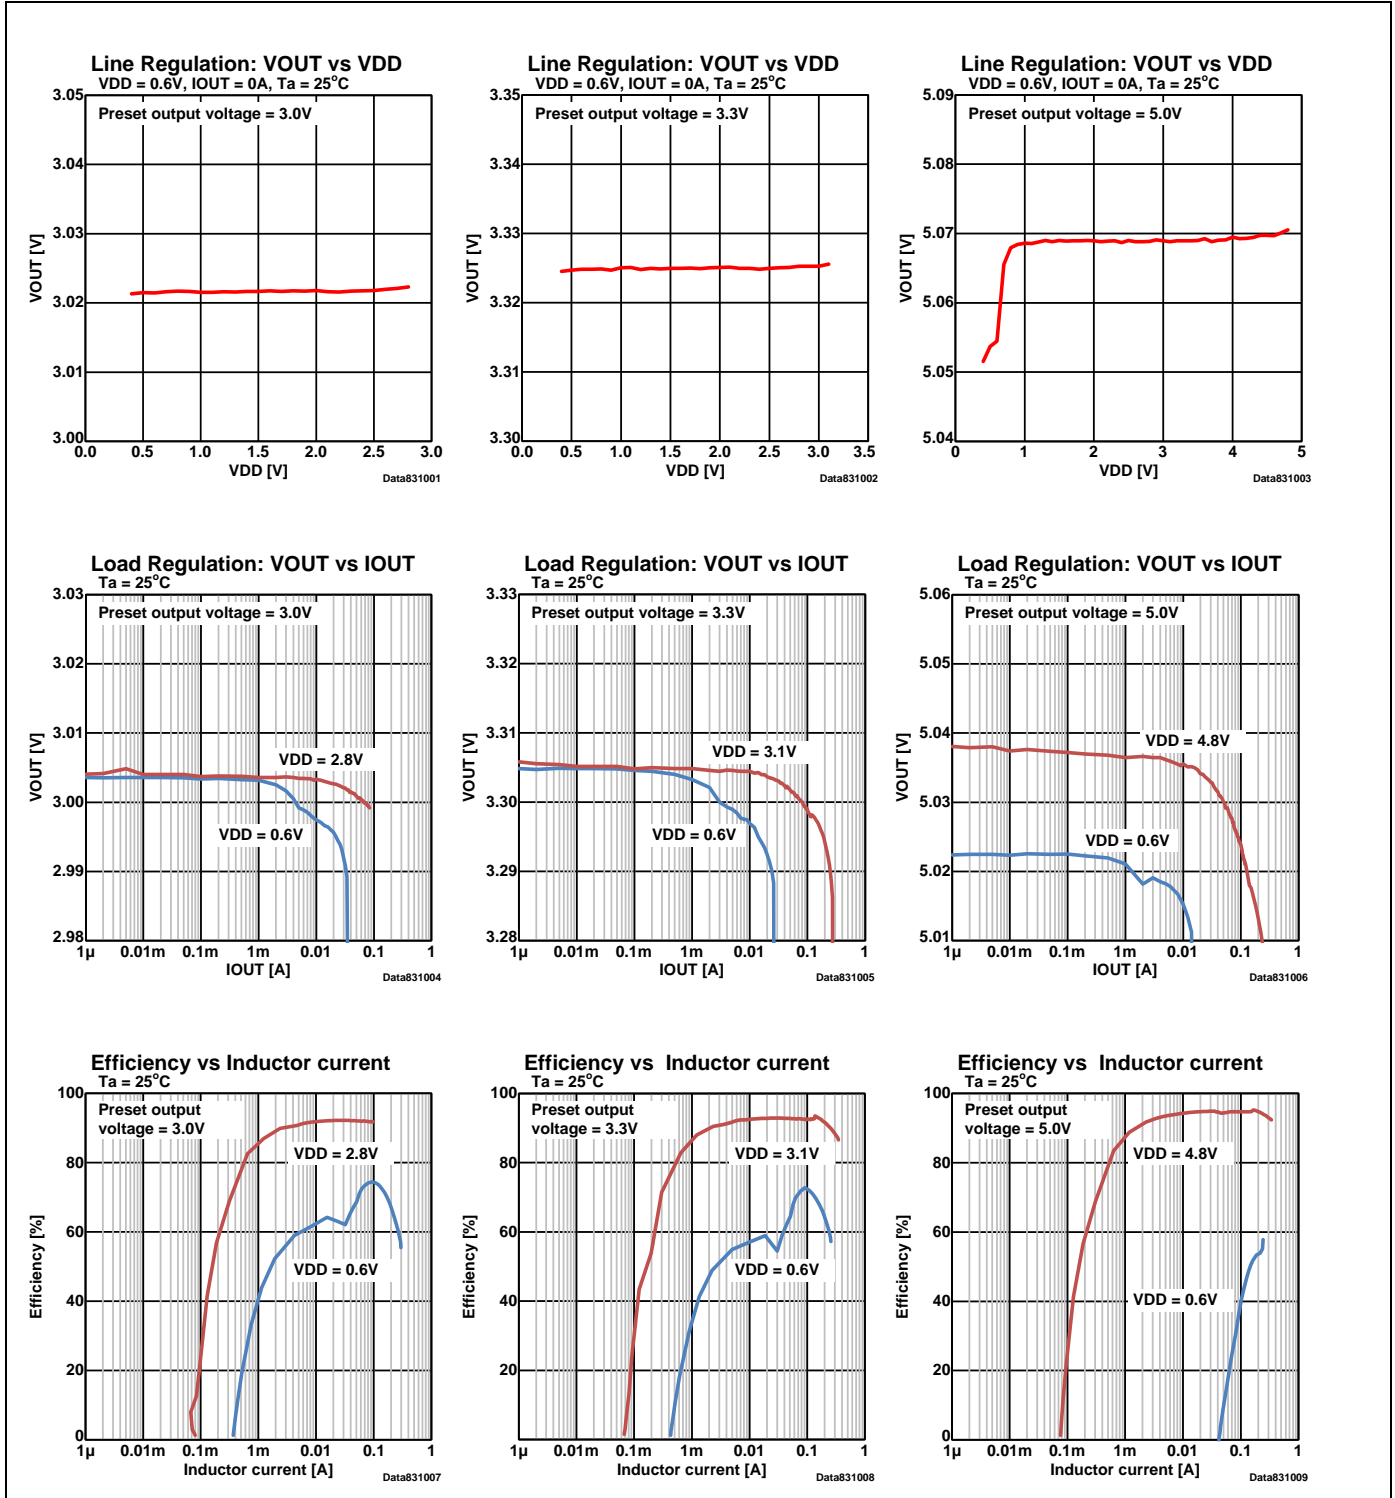 Line Regulation: VOUT vs VDD
VDD = 0.6V, IOUT = 0A, Ta = 25°C
3.05
Preset output voltage = 3.0V
3.04
3.03
3.02
3.01
3.00
VOUT [V]
0.0 0.5 1.0 1.5 2.0 2.5 3.0
VDD [V]
Data831001
Line Regulation: VOUT vs VDD
VDD = 0.6V, IOUT = 0A, Ta = 25°C
3.35
Preset output voltage = 3.3V
3.34
3.33
3.32
3.31
3.30
VOUT [V]
0.0 0.5 1.0 1.5 2.0 2.5 3.0 3.5
VDD [V]
Data831002
Line Regulation: VOUT vs VDD
VDD = 0.6V, IOUT = 0A, Ta = 25°C
5.09
Preset output voltage = 5.0V
5.08
5.07
5.06
5.05
5.04
VOUT [V]
0 1 2 3 4 5
VDD [V]
Data831003
Load Regulation: VOUT vs IOUT
Ta = 25°C
3.03
Preset output voltage = 3.0V
3.02
3.01
VDD = 2.8V
3.00
VDD = 0.6V
2.99
2.98
VOUT [V]
1µ 0.01m 0.1m 1m 0.01 0.1 1
IOUT [A]
Data831004
Load Regulation: VOUT vs IOUT
Ta = 25°C
3.33
Preset output voltage = 3.3V
3.32
3.31
VDD = 3.1V
3.30
VDD = 0.6V
3.29
3.28
VOUT [V]
1µ 0.01m 0.1m 1m 0.01 0.1 1
IOUT [A]
Data831005
Load Regulation: VOUT vs IOUT
Ta = 25°C
5.06
Preset output voltage = 5.0V
5.05
5.04
VDD = 4.8V
5.03
VDD = 0.6V
5.02
5.01
VOUT [V]
1µ 0.01m 0.1m 1m 0.01 0.1 1
IOUT [A]
Data831006
Efficiency vs Inductor current
Ta = 25°C
100
Preset output
voltage = 3.0V
80
VDD = 2.8V
60
VDD = 0.6V
40
20
0
Efficiency [%]
1µ 0.01m 0.1m 1m 0.01 0.1 1
Inductor current [A]
Data831007
Efficiency vs Inductor current
Ta = 25°C
100
Preset output
voltage = 3.3V
80
VDD = 3.1V
60
VDD = 0.6V
40
20
0
Efficiency [%]
1µ 0.01m 0.1m 1m 0.01 0.1 1
Inductor current [A]
Data831008
Efficiency vs Inductor current
Ta = 25°C
100
Preset output
voltage = 5.0V
80
VDD = 4.8V
60
40
VDD = 0.6V
20
0
Efficiency [%]
1µ 0.01m 0.1m 1m 0.01 0.1 1
Inductor current [A]
Data831009